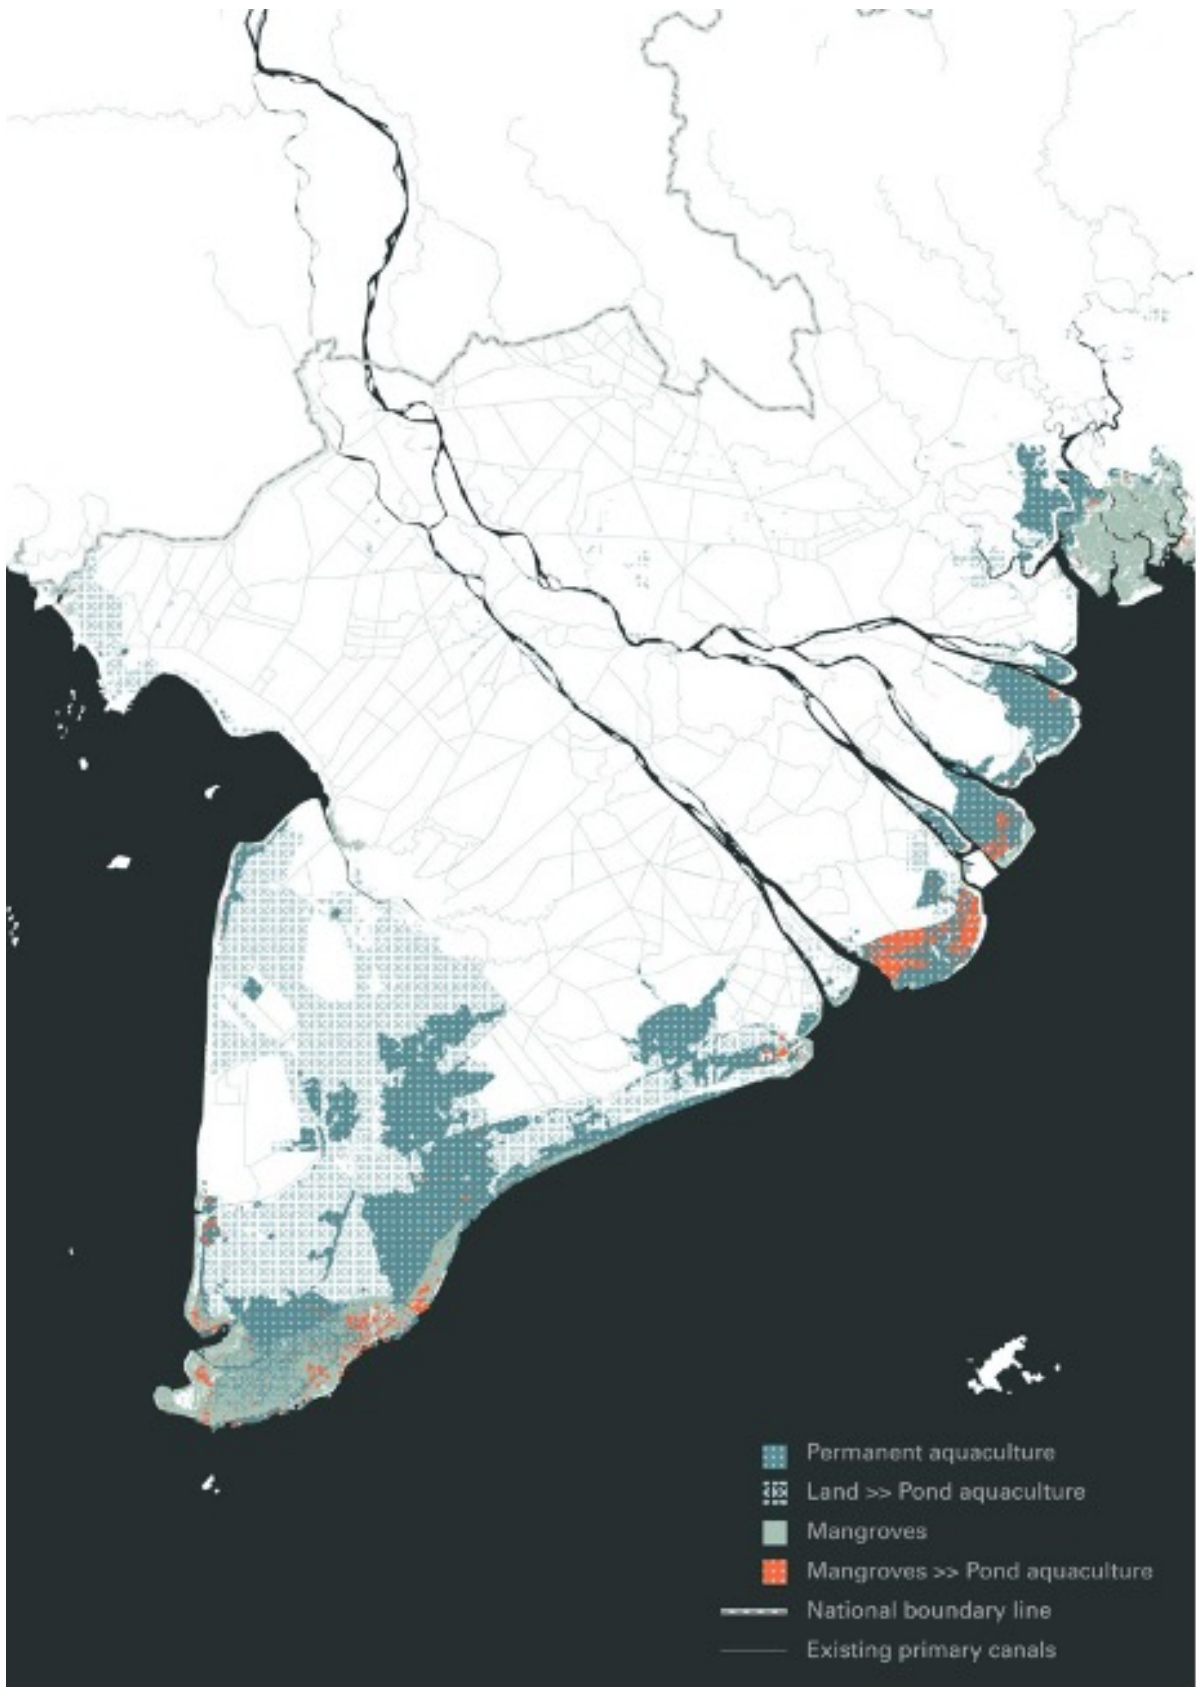 Permanent aquaculture
Land >> Pond aquaculture
Mangroves
Mangroves >> Pond aquaculture
National boundary line
Existing primary canals